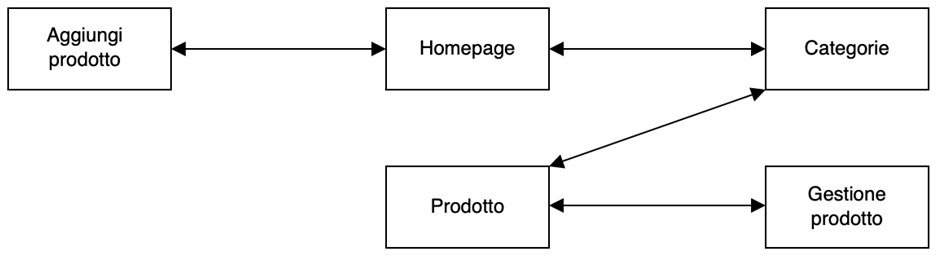 Aggiungi
prodotto
Homepage
Categorie
Prodotto
Gestione
prodotto